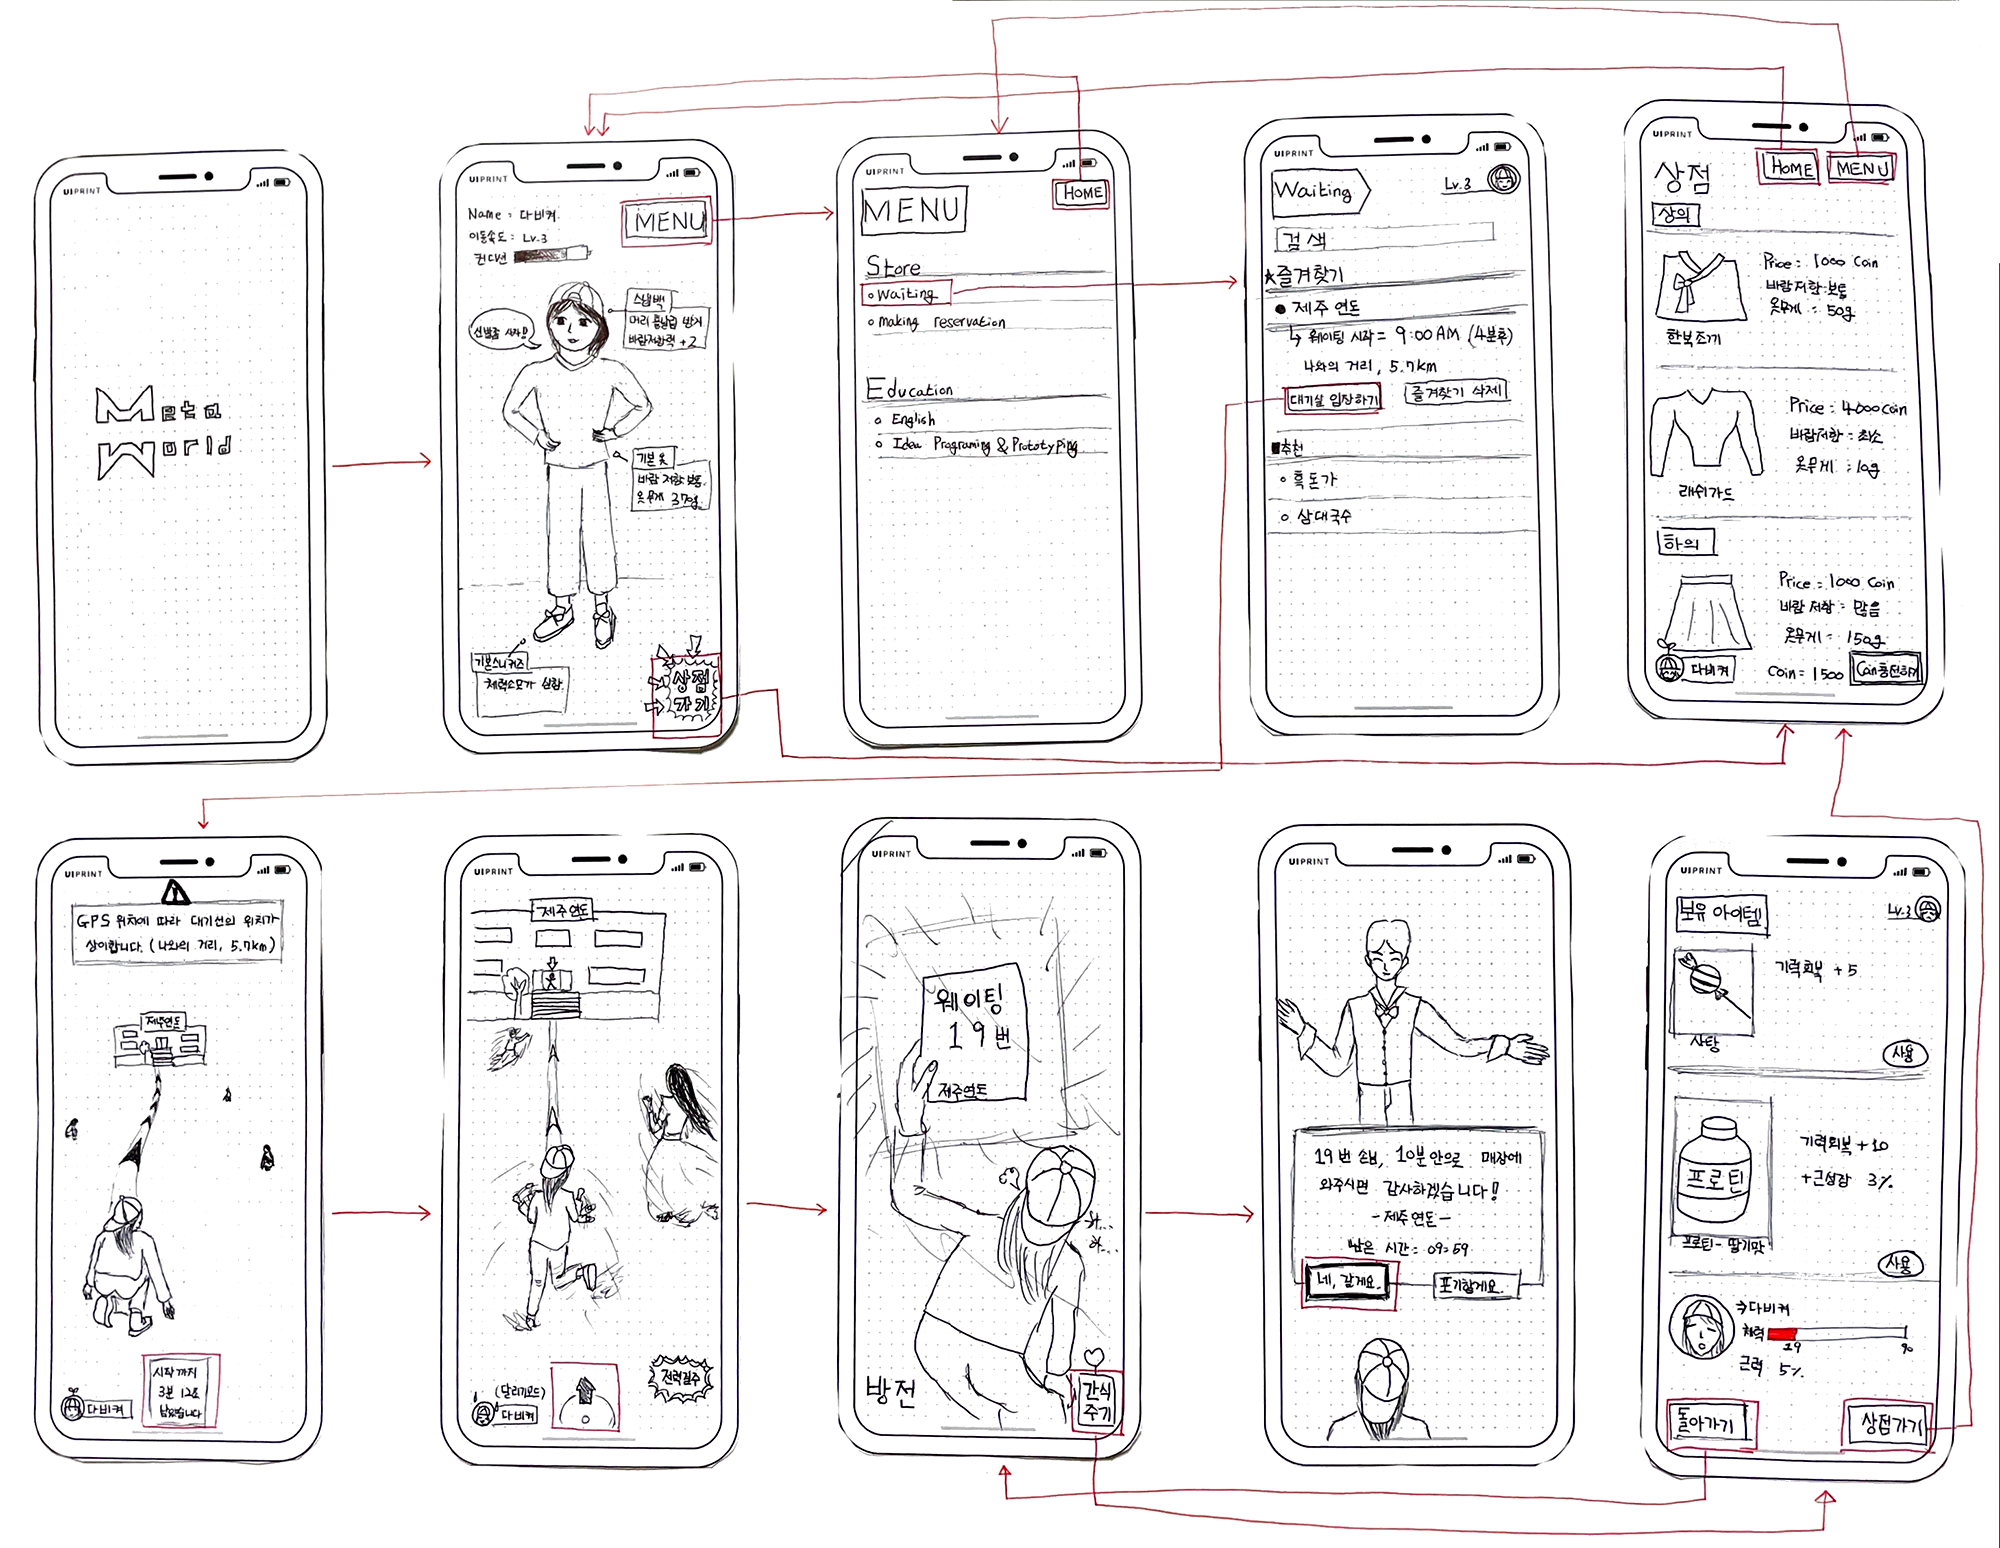 UIPRINT
Meta
World
UIPRINT
Name : 다비켜
이동속도 : Lv.3
컨디션
MENU
신발좀 사자!!
스냅백
머리 흩날림 방지
바람저항력 +2
기본 옷
바람 저항 보통
옷무게 370g
기본스니커즈
체력소모가 심함
상점
가기
UIPRINT
HOME
MENU
Store
Waiting
making reservation
Education
English
Idea Programing & Prototyping
UIPRINT
Waiting
Lv.3
검색
★즐겨찾기
제주 연돈
↳ 웨이팅 시작 = 9:00 AM (4분후)
나와의 거리, 5.7km
대기실 입장하기
즐겨찾기 삭제
추천
흑돈가
삼대국수
UIPRINT
상점
HOME
MENU
상의
Price : 1000 coin
바람저항 : 보통
옷무게 : 50g
한복조끼
Price : 4000 coin
바람저항 : 최소
옷무게 : 10g
래쉬가드
하의
Price : 1000 coin
바람 저항 : 많음
옷무게 : 150g
다비켜
Coin = 1500
Coin충전하기
UIPRINT
GPS 위치에 따라 대기선의 위치가
상이합니다. (나와의 거리, 5.7km)
제주연돈
시작까지
3분 12초
남았습니다
다비켜
UIPRINT
제주연돈
(달리기모드)
다비켜
전력질주
UIPRINT
웨이팅
19번
제주연돈
하...
하...
방전
간식
주기
UIPRINT
19번 손님, 10분 안으로 매장에
와주시면 감사하겠습니다!
-제주연돈-
남은 시간 : 09:59
네, 갈게요.
포기할게요.
UIPRINT
보유 아이템
Lv.3
기력회복 +5
사탕
사용
프로틴
기력회복 +10
+근성장 3%
프로틴-딸기맛
사용
다비켜
체력
29
90
근력 5%
돌아가기
상점가기